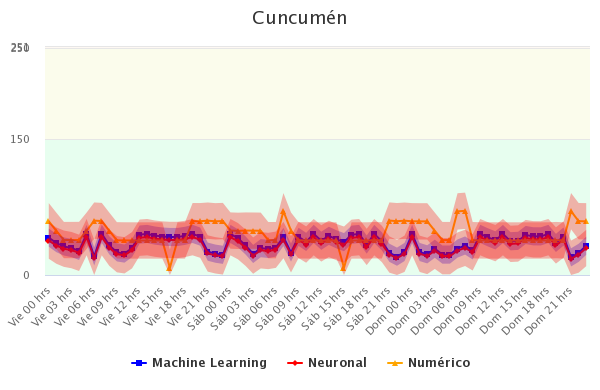 Cuncumén
250
150
0
Vie 00 hrs
Vie 03 hrs
Vie 06 hrs
Vie 09 hrs
Vie 12 hrs
Vie 15 hrs
Vie 18 hrs
Vie 21 hrs
Sáb 00 hrs
Sáb 03 hrs
Sáb 06 hrs
Sáb 09 hrs
Sáb 12 hrs
Sáb 15 hrs
Sáb 18 hrs
Sáb 21 hrs
Dom 00 hrs
Dom 03 hrs
Dom 06 hrs
Dom 09 hrs
Dom 12 hrs
Dom 15 hrs
Dom 18 hrs
Dom 21 hrs
Machine Learning Neuronal Numérico